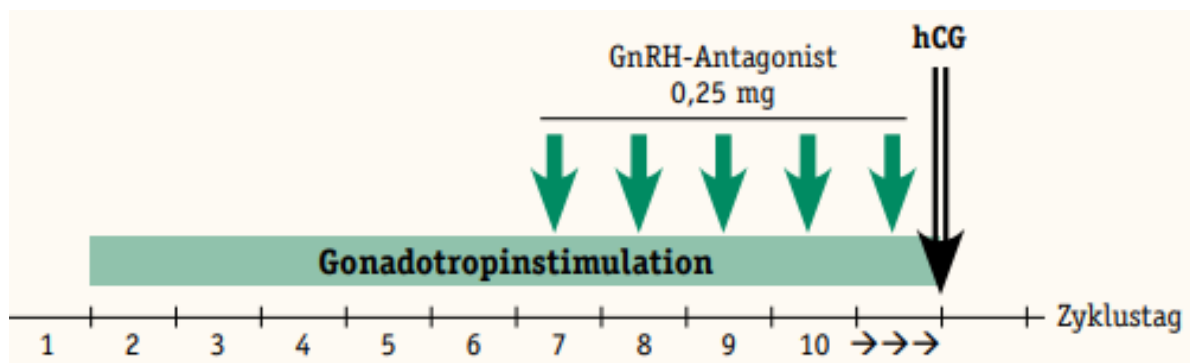 hCG
GnRH-Antagonist
0,25 mg
Gonadotropinstimulation
Zyklustag
1 2 3 4 5 6 7 8 9 10 →→→